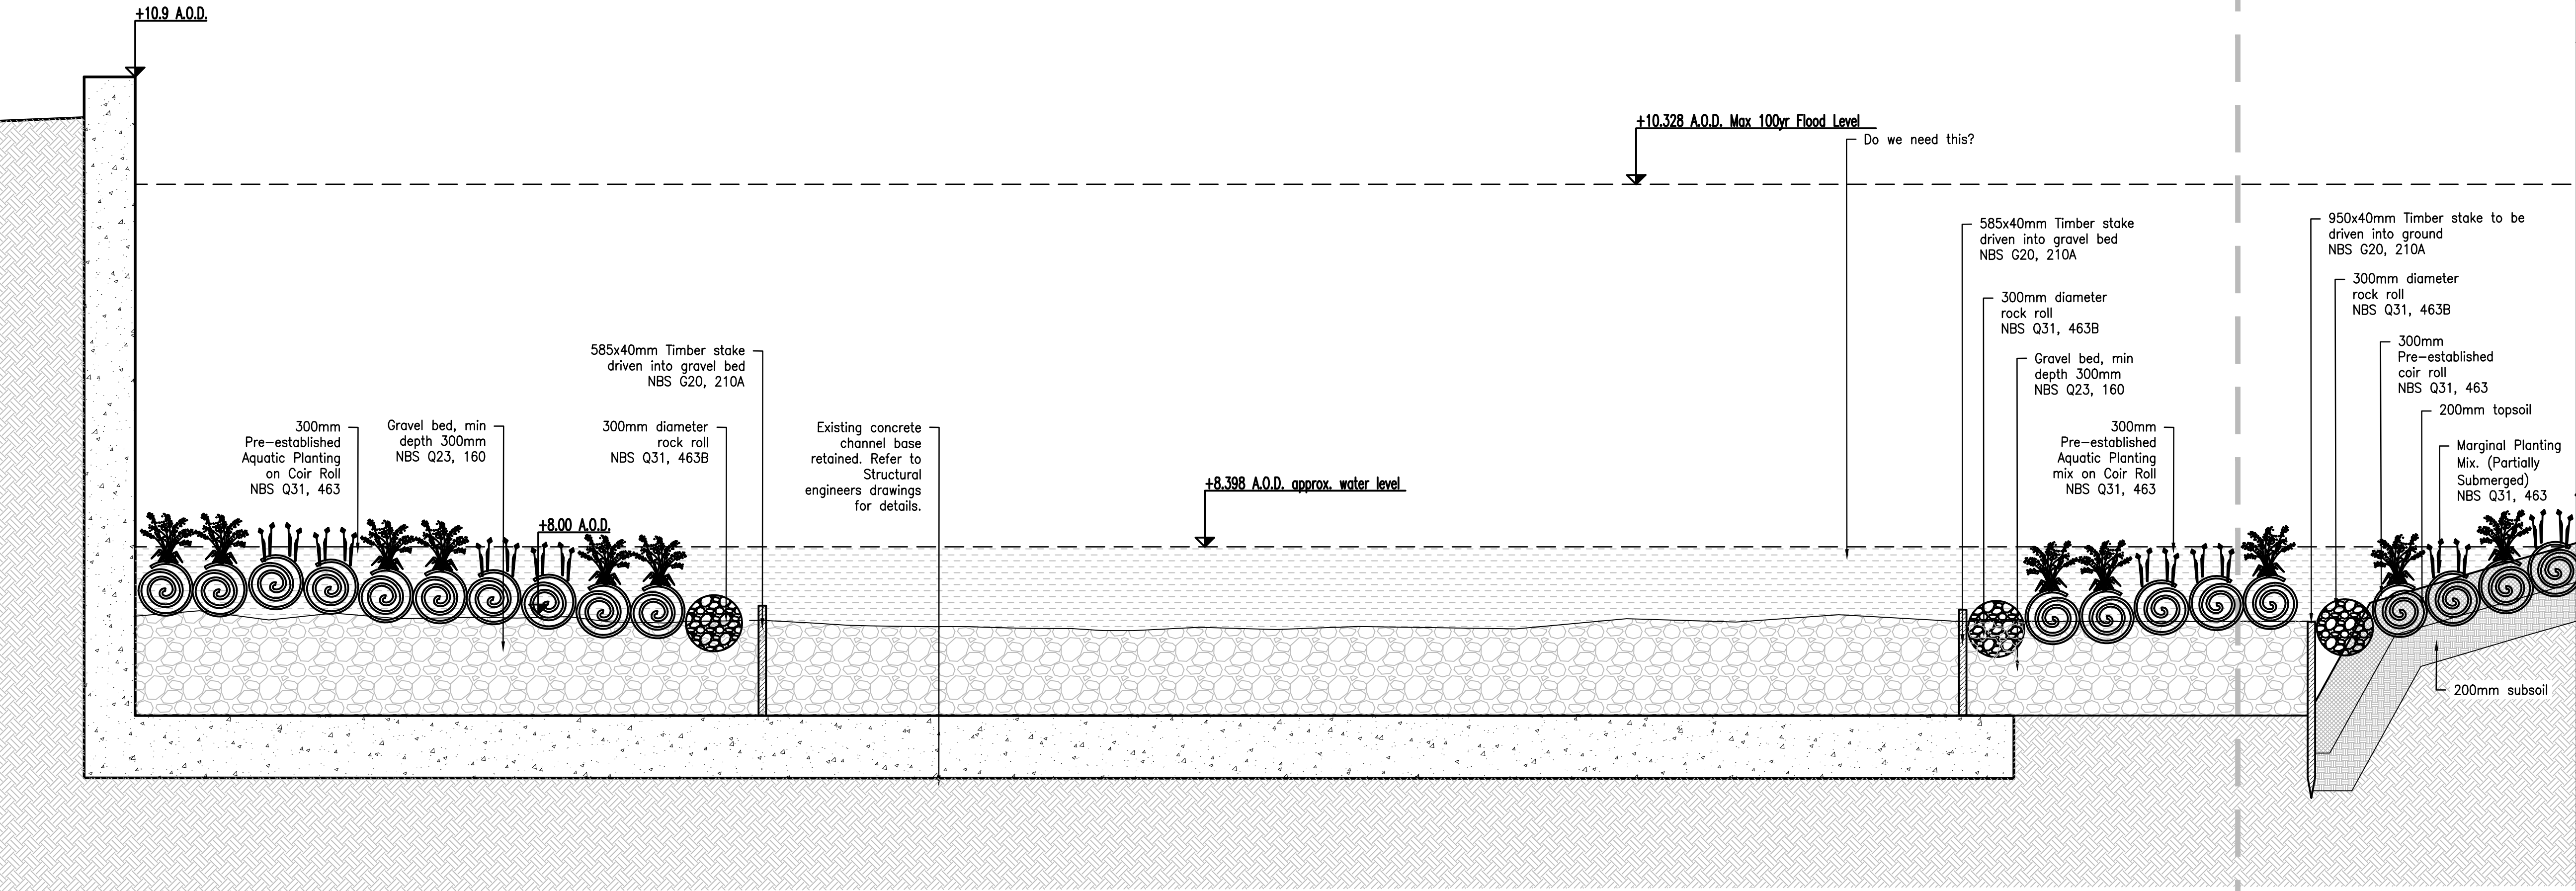 +10.9 A.O.D.
+10.328 A.O.D. Max 100yr Flood Level
Do we need this?
585x40mm Timber stake
driven into gravel bed
NBS G20, 210A
950x40mm Timber stake to be
driven into ground
NBS G20, 210A
300mm diameter
rock roll
NBS Q31, 463B
300mm diameter
rock roll
NBS Q31, 463B
585x40mm Timber stake
driven into gravel bed
NBS G20, 210A
Gravel bed, min
depth 300mm
NBS Q23, 160
300mm
Pre-established
coir roll
NBS Q31, 463
200mm topsoil
300mm
Pre-established
Aquatic Planting
on Coir Roll
NBS Q31, 463
Gravel bed, min
depth 300mm
NBS Q23, 160
300mm diameter
rock roll
NBS Q31, 463B
Existing concrete
channel base
retained. Refer to
Structural
engineers drawings
for details.
300mm
Pre-established
Aquatic Planting
mix on Coir Roll
NBS Q31, 463
Marginal Planting
Mix. (Partially
Submerged)
NBS Q31, 463
+8.398 A.O.D. approx. water level
+8.00 A.O.D.
200mm subsoil